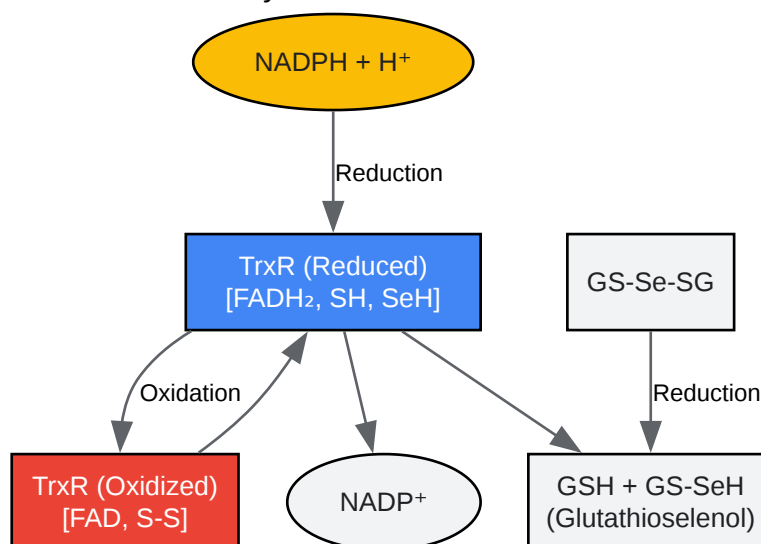 NADPH + H⁺
Reduction
TrxR (Reduced)
[FADH₂, SH, SeH]
GS-Se-SG
Oxidation
Reduction
TrxR (Oxidized)
[FAD, S-S]
NADP⁺
GSH + GS-SeH
(Glutathioselenol)